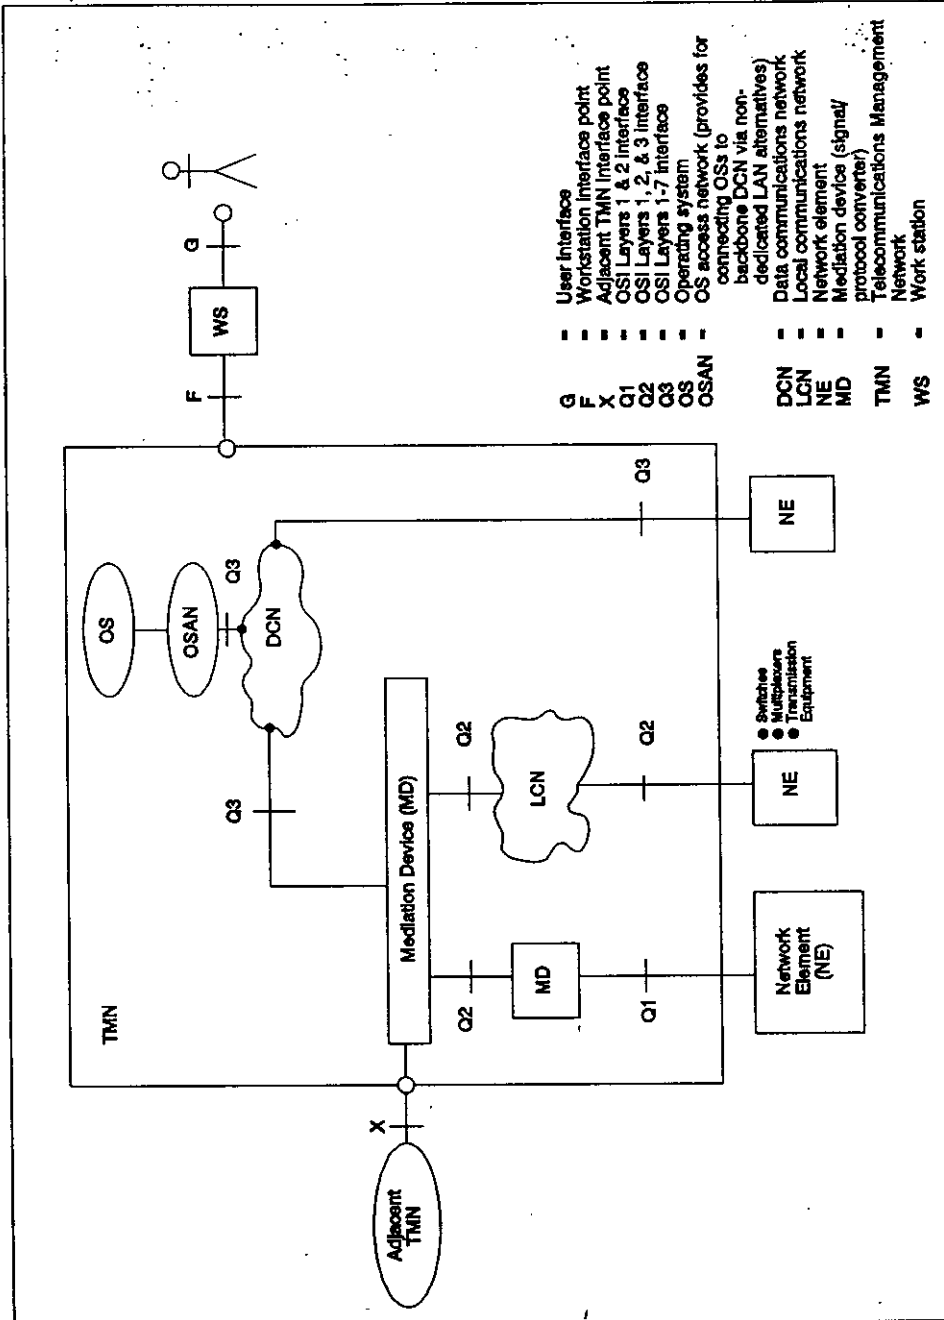 TMN
OS
OSAN
Q3
DCN
Q3
Mediation Device (MD)
Q2
Q2
MD
LCN
Q1
Q2
Q3
Network
Element
(NE)
NE
● Switches
● Multiplexers
● Transmission
Equipment
NE
Adjacent
TMN
X
F
WS
G
G = User Interface
F = Workstation Interface point
X = Adjacent TMN Interface point
Q1 = OSI Layers 1 & 2 interface
Q2 = OSI Layers 1, 2, & 3 interface
Q3 = OSI Layers 1-7 interface
OS = Operating system
OSAN = OS access network (provides for
connecting OSs to
backbone DCN via non-
dedicated LAN alternatives)
DCN = Data communications network
LCN = Local communications network
NE = Network element
MD = Mediation device (signal/
protocol converter)
TMN = Telecommunications Management
Network
WS = Work station